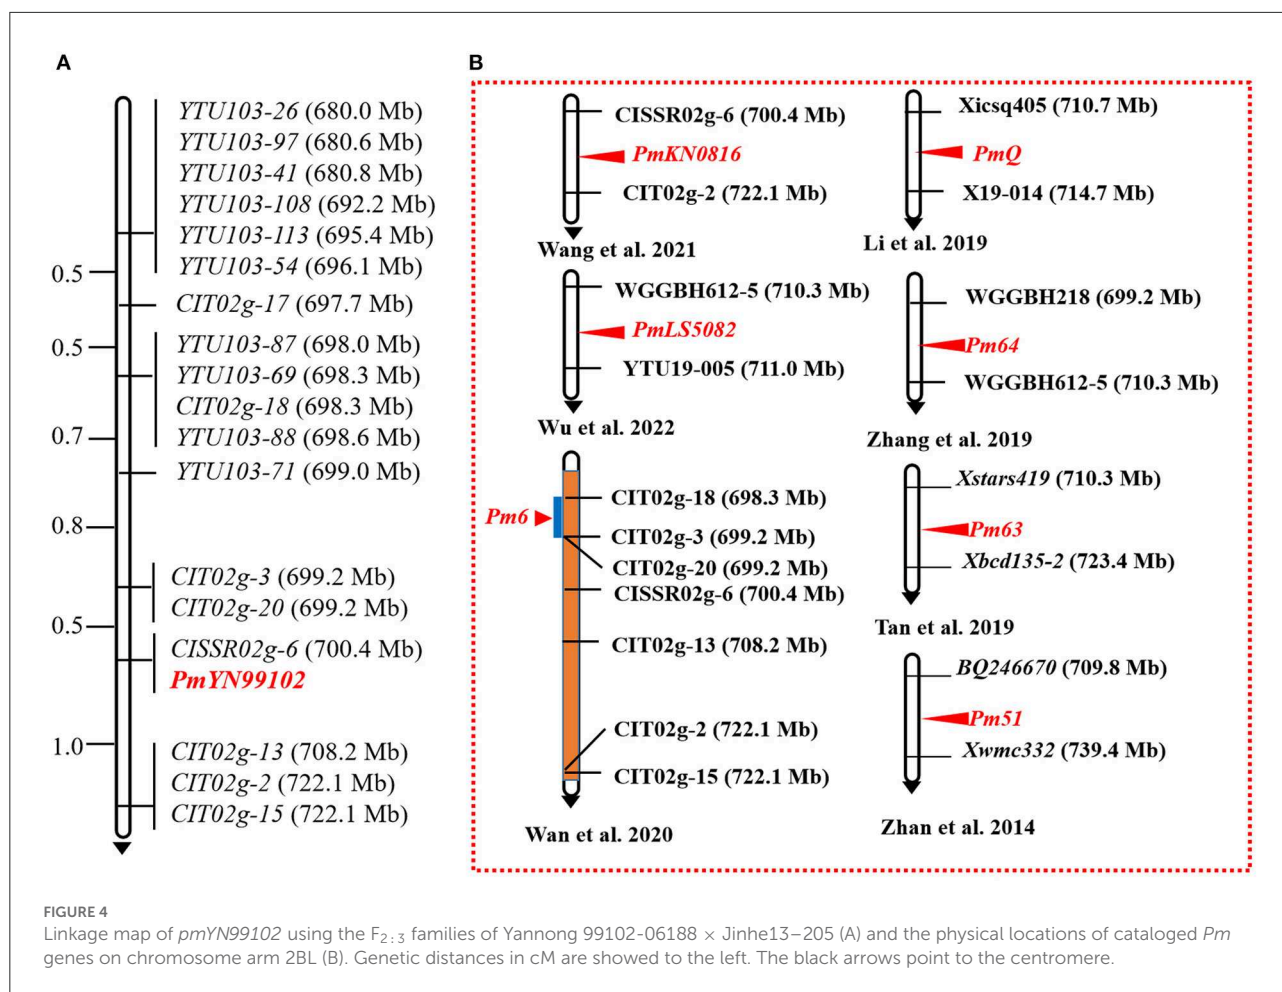 A
YTU103-26 (680.0 Mb)
YTU103-97 (680.6 Mb)
YTU103-41 (680.8 Mb)
YTU103-108 (692.2 Mb)
YTU103-113 (695.4 Mb)
YTU103-54 (696.1 Mb)
0.5
CIT02g-17 (697.7 Mb)
0.5
YTU103-87 (698.0 Mb)
YTU103-69 (698.3 Mb)
CIT02g-18 (698.3 Mb)
YTU103-88 (698.6 Mb)
0.7
YTU103-71 (699.0 Mb)
0.8
CIT02g-3 (699.2 Mb)
CIT02g-20 (699.2 Mb)
0.5
CISSR02g-6 (700.4 Mb)
PmYN99102
1.0
CIT02g-13 (708.2 Mb)
CIT02g-2 (722.1 Mb)
CIT02g-15 (722.1 Mb)
B
CISSR02g-6 (700.4 Mb)
PmKN0816
CIT02g-2 (722.1 Mb)
Wang et al. 2021
WGGBH612-5 (710.3 Mb)
PmLS5082
YTU19-005 (711.0 Mb)
Wu et al. 2022
Pm6
CIT02g-18 (698.3 Mb)
CIT02g-3 (699.2 Mb)
CIT02g-20 (699.2 Mb)
CISSR02g-6 (700.4 Mb)
CIT02g-13 (708.2 Mb)
CIT02g-2 (722.1 Mb)
CIT02g-15 (722.1 Mb)
Wan et al. 2020
Xicsq405 (710.7 Mb)
PmQ
X19-014 (714.7 Mb)
Li et al. 2019
WGGBH218 (699.2 Mb)
Pm64
WGGBH612-5 (710.3 Mb)
Zhang et al. 2019
Xstars419 (710.3 Mb)
Pm63
Xbcd135-2 (723.4 Mb)
Tan et al. 2019
BQ246670 (709.8 Mb)
Pm51
Xwmc332 (739.4 Mb)
Zhan et al. 2014
FIGURE 4
Linkage map of pmYN99102 using the F2:3 families of Yannong 99102-06188 × Jinhe13–205 (A) and the physical locations of cataloged Pm
genes on chromosome arm 2BL (B). Genetic distances in cM are showed to the left. The black arrows point to the centromere.